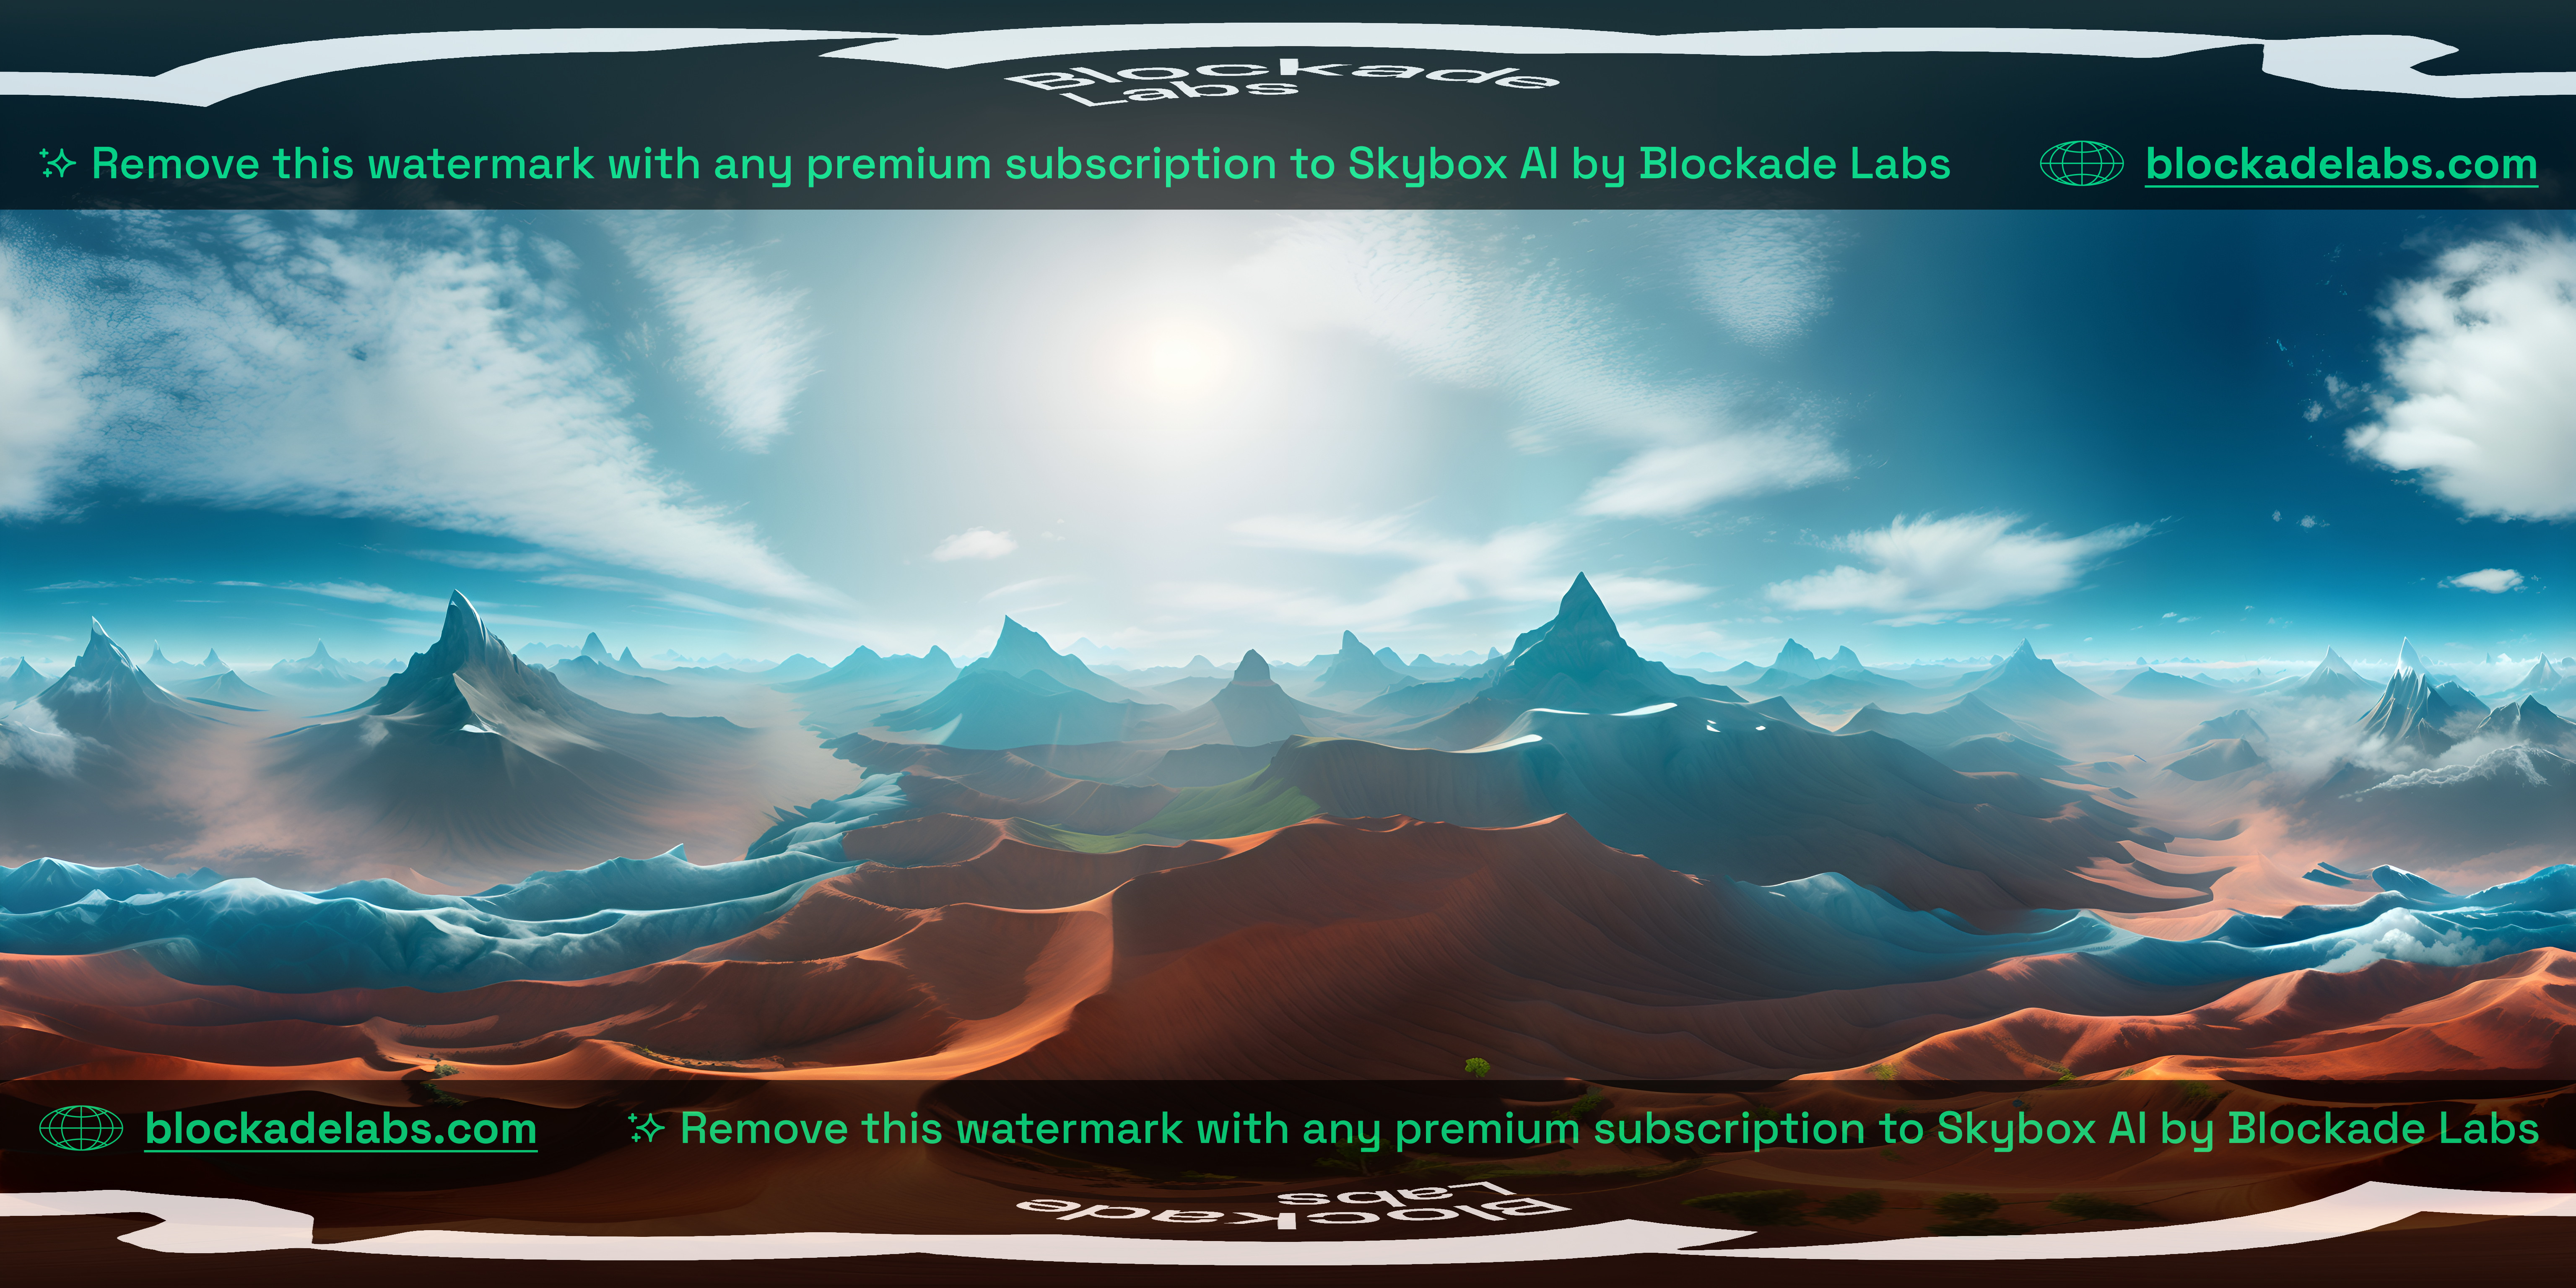 Blockade
Labs
Remove this watermark with any premium subscription to Skybox AI by Blockade Labs
blockadelabs.com
blockadelabs.com
Remove this watermark with any premium subscription to Skybox AI by Blockade Labs
Labs
Blockade